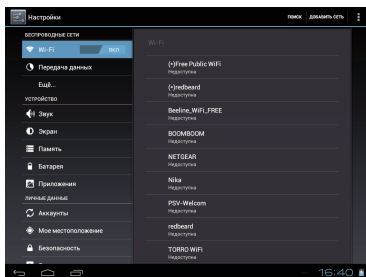 Настройки
ПОИСК ДОБАВИТЬ СЕТЬ
БЕСПРОВОДНЫЕ СЕТИ
Wi-Fi ВКЛ
Передача данных
Ещё...
УСТРОЙСТВО
Звук
Экран
Память
Батарея
Приложения
ЛИЧНЫЕ ДАННЫЕ
Аккаунты
Мое местоположение
Безопасность
Wi-Fi
(•)Free Public WiFi
Недоступна
(•)redbeard
Недоступна
Beeline_WiFi_FREE
Недоступна
BOOMBOOM
Недоступна
NETGEAR
Недоступна
Nika
Недоступна
PSV-Welcom
Недоступна
redbeard
Недоступна
TORRO WiFi
Недоступна
16:40